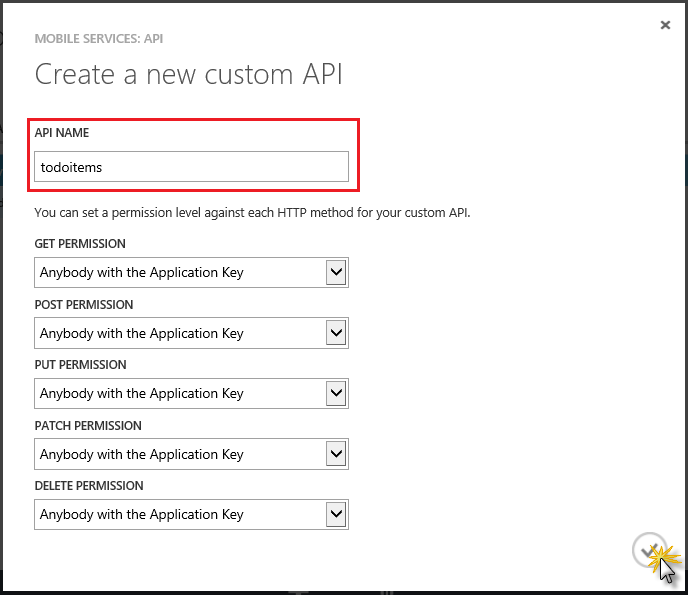 MOBILE SERVICES: API
Create a new custom API
API NAME
todoitems
You can set a permission level against each HTTP method for your custom API.
GET PERMISSION
Anybody with the Application Key
POST PERMISSION
Anybody with the Application Key
PUT PERMISSION
Anybody with the Application Key
PATCH PERMISSION
Anybody with the Application Key
DELETE PERMISSION
Anybody with the Application Key